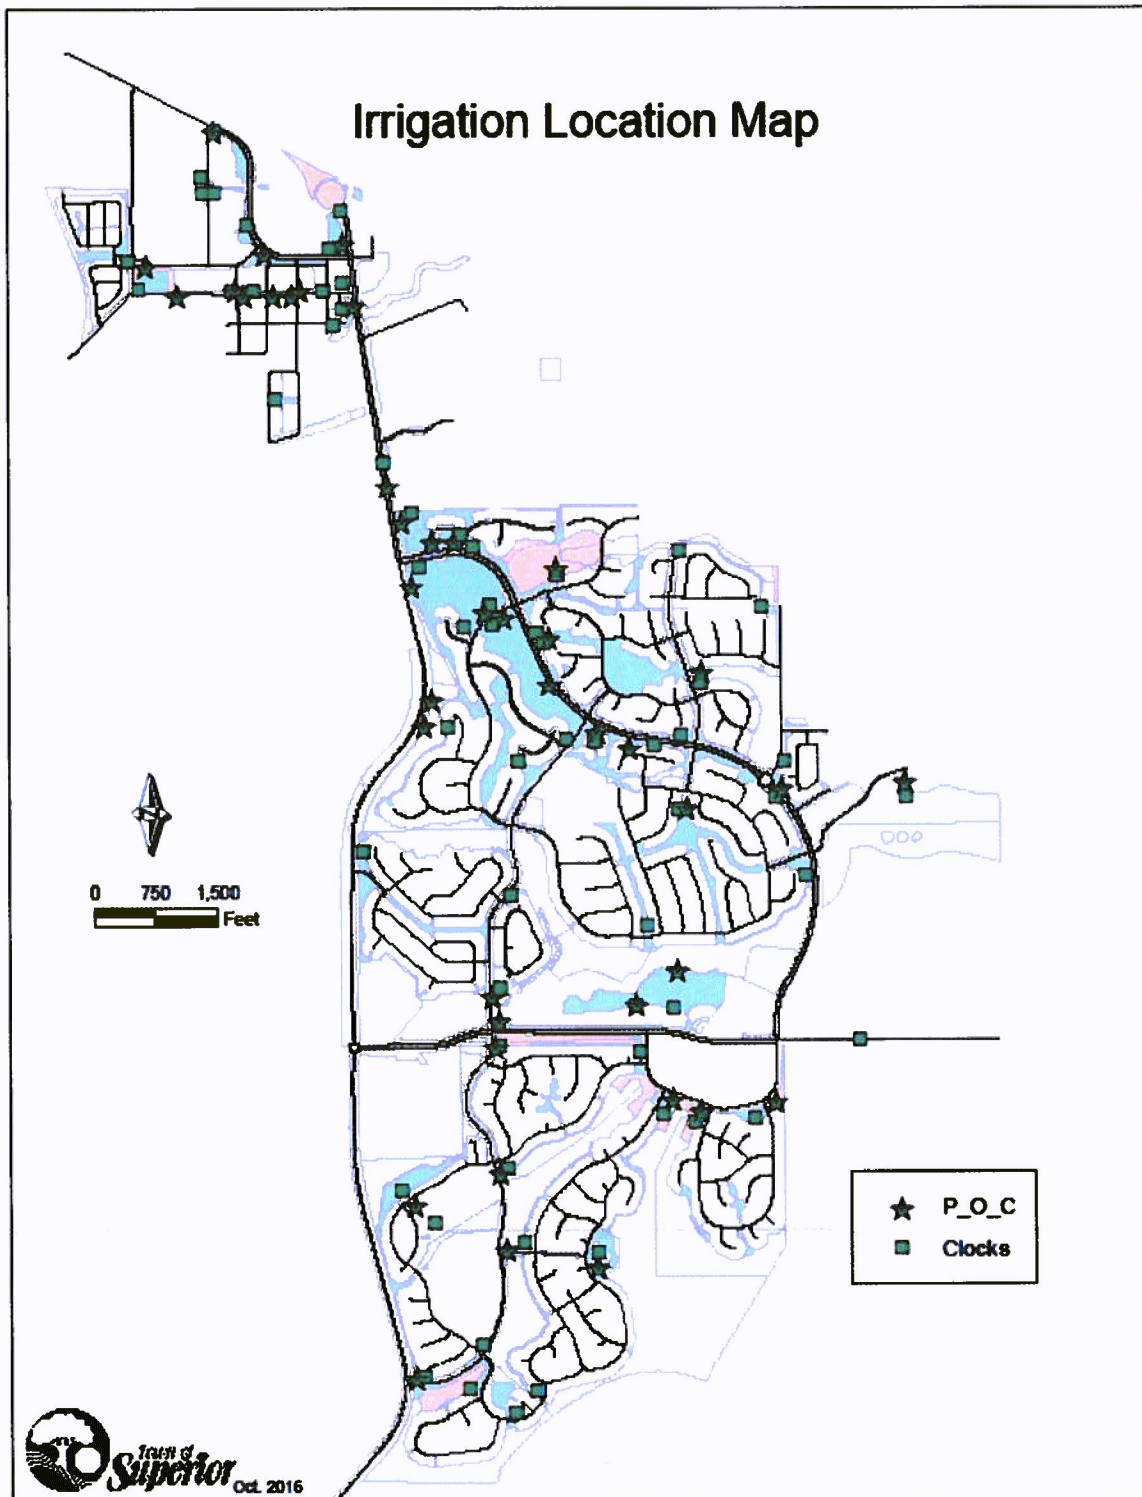 Irrigation Location Map
0 750 1,500
Feet
P_O_C
Clocks
Town of
Superior
Oct. 2016